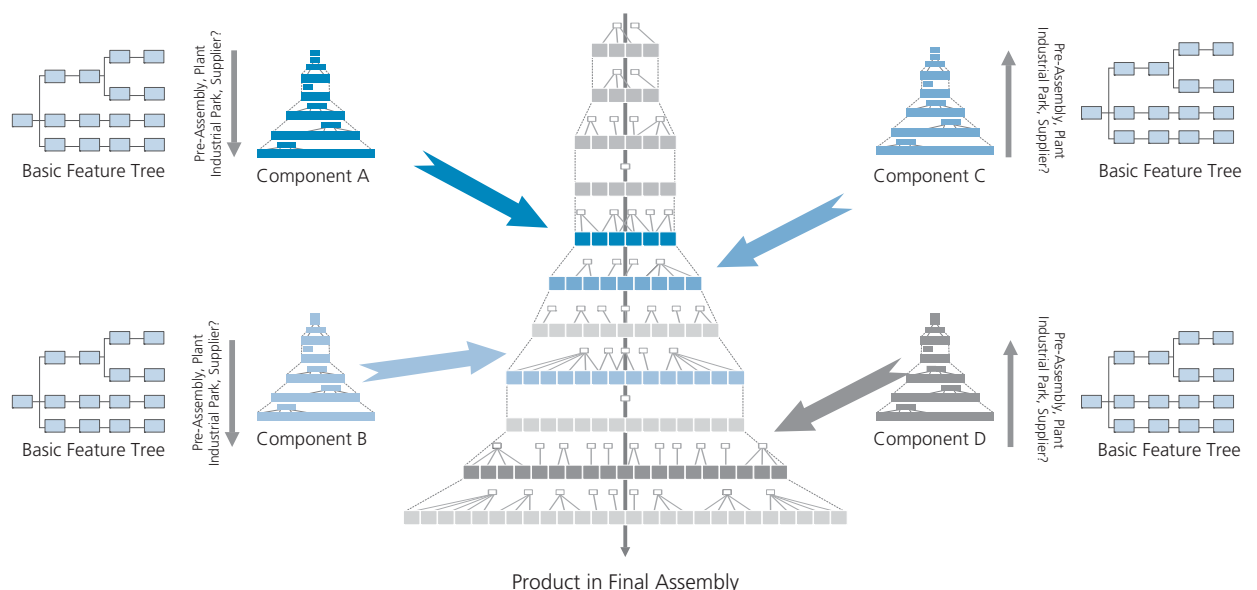 Pre-Assembly, Plant
Industrial Park, Supplier?
Basic Feature Tree
Component A
Pre-Assembly, Plant
Industrial Park, Supplier?
Component C
Basic Feature Tree
Pre-Assembly, Plant
Industrial Park, Supplier?
Basic Feature Tree
Component B
Pre-Assembly, Plant
Industrial Park, Supplier?
Component D
Basic Feature Tree
Product in Final Assembly